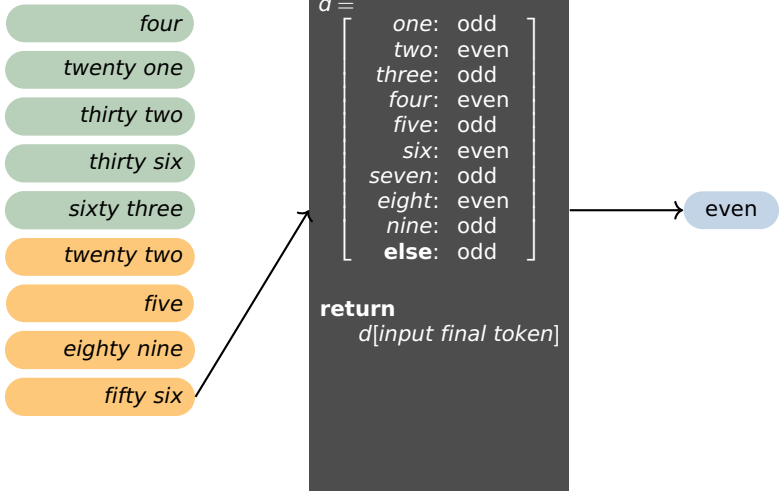 four
twenty one
thirty two
thirty six
sixty three
twenty two
five
eighty nine
fifty six
d =
one: odd
two: even
three: odd
four: even
five: odd
six: even
seven: odd
eight: even
nine: odd
else: odd
return
d[input final token]
even